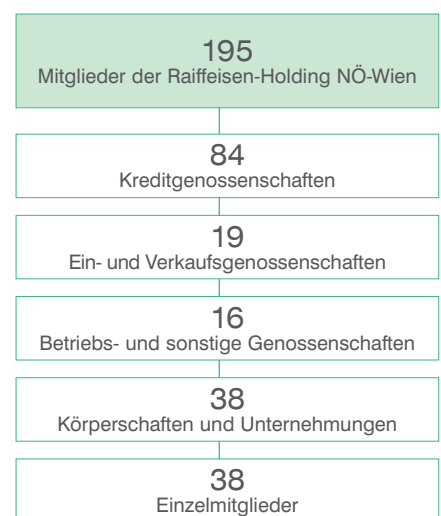 195
Mitglieder der Raiffeisen-Holding NÖ-Wien
84
Kreditgenossenschaften
19
Ein- und Verkaufsgenossenschaften
16
Betriebs- und sonstige Genossenschaften
38
Körperschaften und Unternehmungen
38
Einzelmitglieder